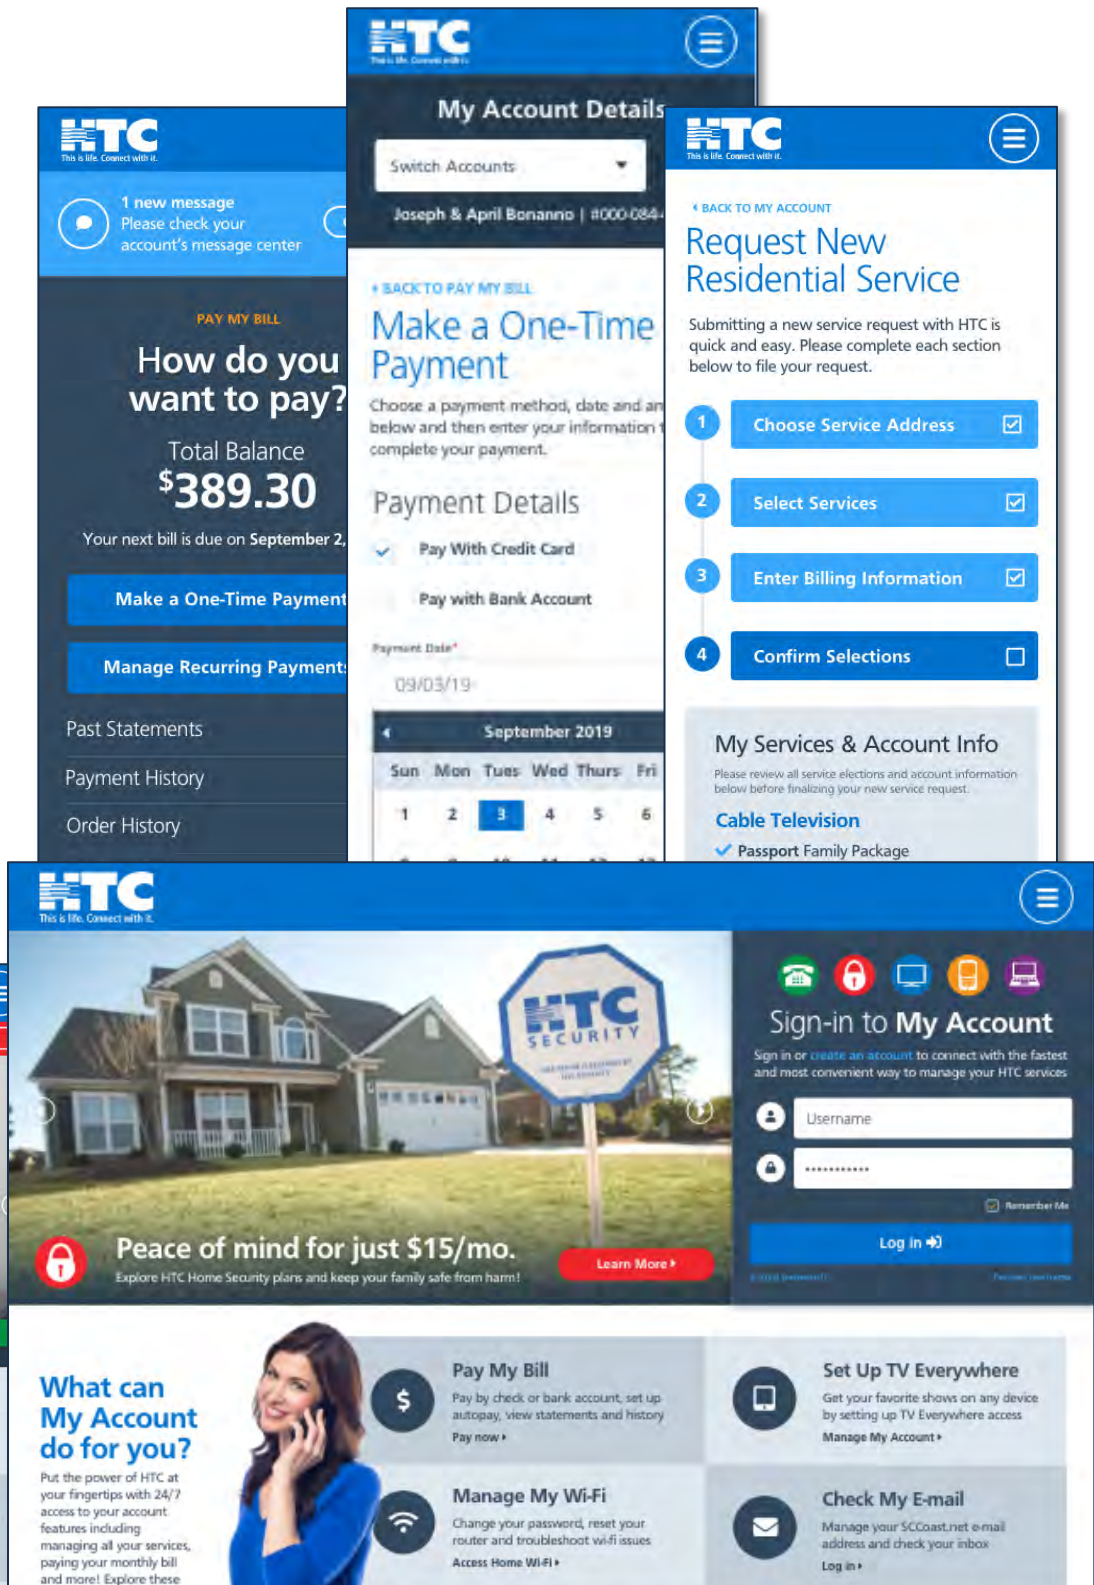 HTC
This is life. Connect with it.
1 new message
Please check your
account's message center
PAY MY BILL
How do you
want to pay?
Total Balance
$389.30
Your next bill is due on September 2,
Make a One-Time Payment
Manage Recurring Payments
Past Statements
Payment History
Order History
HTC
This is life. Connect with it.
My Account Details
Switch Accounts
Joseph & April Bonanno | #000-084-
BACK TO PAY MY BILL
Make a One-Time
Payment
Choose a payment method, date and
below and then enter your information
complete your payment.
Payment Details
Pay With Credit Card
Pay with Bank Account
Payment Date*
09/03/19
September 2019
Sun Mon Tues Wed Thurs Fri
1 2 3 4 5 6
HTC
This is life. Connect with it.
BACK TO MY ACCOUNT
Request New
Residential Service
Submitting a new service request with HTC is
quick and easy. Please complete each section
below to file your request.
1 Choose Service Address
2 Select Services
3 Enter Billing Information
4 Confirm Selections
My Services & Account Info
Please review all service elections and account information
below before finalizing your new service request.
Cable Television
Passport Family Package
HTC
This is life. Connect with it.
HTC
SECURITY
Peace of mind for just $15/mo.
Explore HTC Home Security plans and keep your family safe from harm!
Learn More
Sign-in to My Account
Sign in or create an account to connect with the fastest
and most convenient way to manage your HTC services
Username
Remember Me
Log in
What can
My Account
do for you?
Put the power of HTC at
your fingertips with 24/7
access to your account
features including
managing all your services,
paying your monthly bill
and more! Explore these
Pay My Bill
Pay by check or bank account, set up
autopay, view statements and history
Pay now
Set Up TV Everywhere
Get your favorite shows on any device
by setting up TV Everywhere access
Manage My Account
Manage My Wi-Fi
Change your password, reset your
router and troubleshoot wi-fi issues
Access Home Wi-Fi
Check My E-mail
Manage your SCCoast.net e-mail
address and check your inbox
Log in